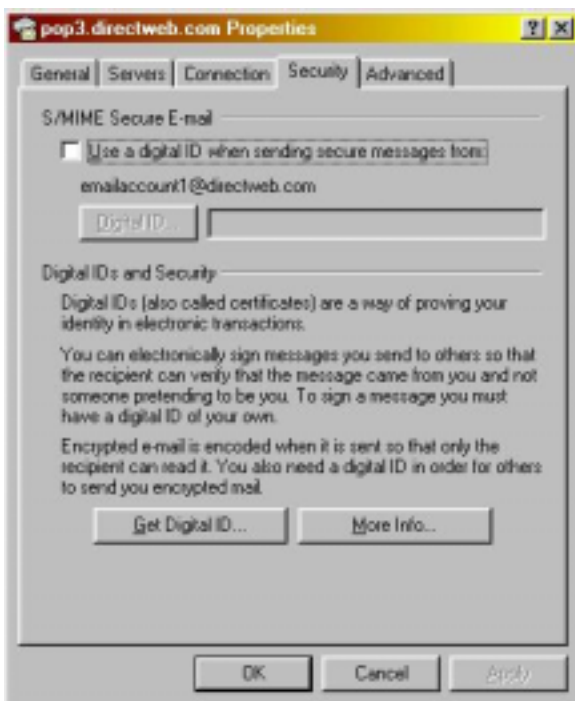 pop3.directweb.com Properties
General Servers Connection Security Advanced
S/MIME Secure E-mail
Use a digital ID when sending secure messages from:
emailaccount1@directweb.com
Digital ID...
Digital IDs and Security
Digital IDs (also called certificates) are a way of proving your
identity in electronic transactions.
You can electronically sign messages you send to others so that
the recipient can verify that the message came from you and not
someone pretending to be you. To sign a message you must
have a digital ID of your own.
Encrypted e-mail is encoded when it is sent so that only the
recipient can read it. You also need a digital ID in order for others
to send you encrypted mail.
Get Digital ID... More Info...
OK Cancel Apply